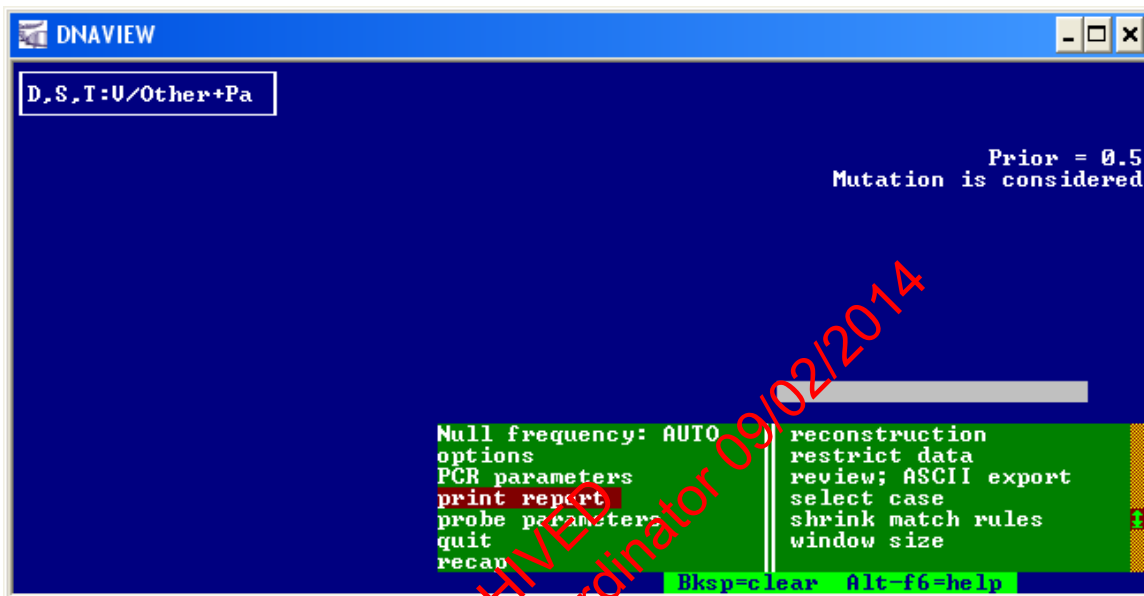 DNAVIEW
D,S,T:V/Other+Pa
Prior = 0.5
Mutation is considered
Null frequency: AUTO
options
PCR parameters
print report
probe parameters
quit
recap
reconstruction
restrict data
review; ASCII export
select case
shrink match rules
window size
Bksp=clear Alt-f6=help
09/02/2014